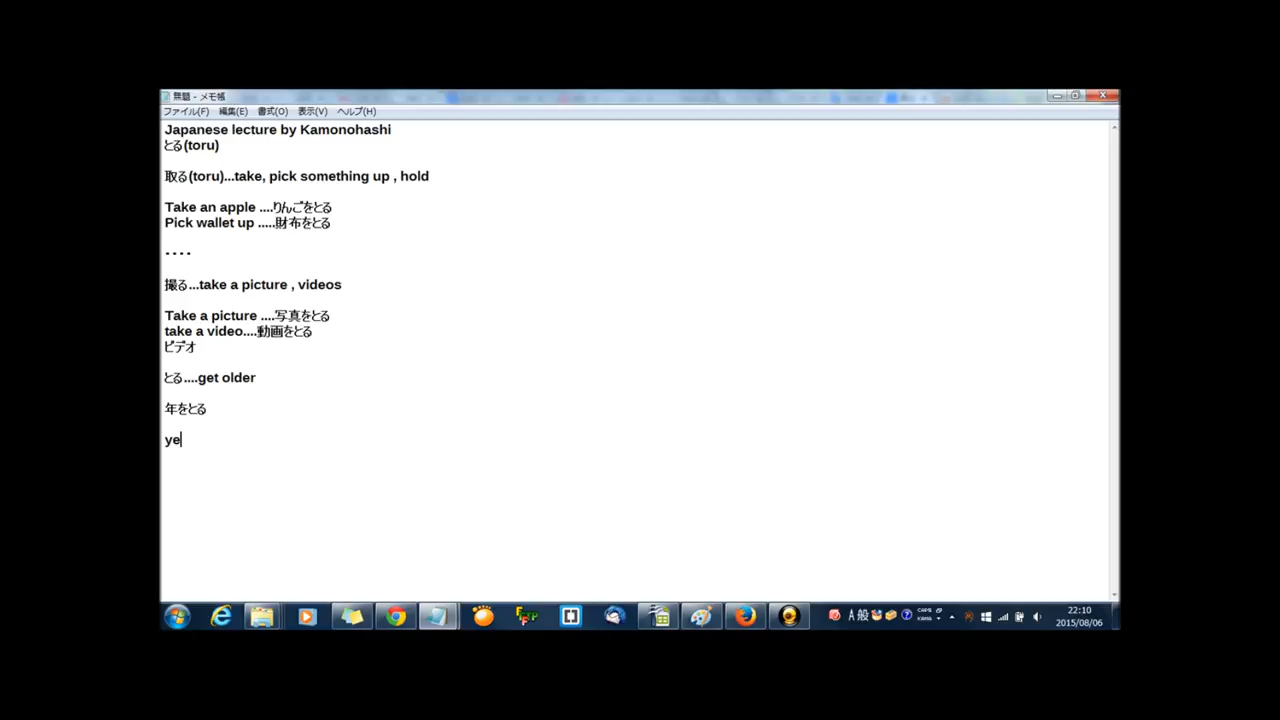 無題 - メモ帳
ファイル(F) 編集(E) 書式(O) 表示(V) ヘルプ(H)
Japanese lecture by Kamonohashi
とる(toru)
取る(toru)...take, pick something up , hold
Take an apple ....りんごをとる
Pick wallet up .....財布をとる
・・・・
撮る...take a picture , videos
Take a picture ....写真をとる
take a video....動画をとる
ビデオ
とる....get older
年をとる
ye
A 般 CAPS KANA
22:10
2015/08/06